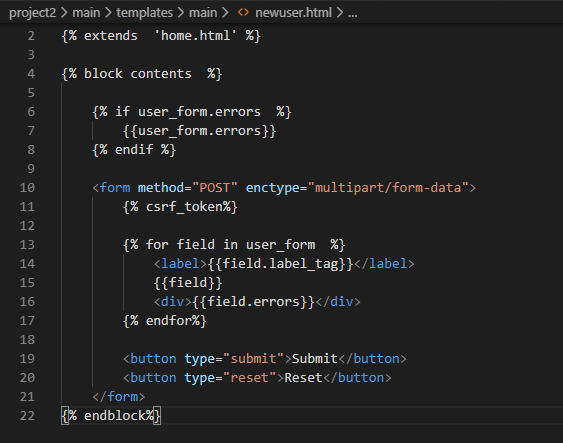 project2 > main > templates > main > <> newuser.html > ...
2 {% extends  'home.html' %}
3
4 {% block contents  %}
5
6 {% if user_form.errors  %}
7 {{user_form.errors}}
8 {% endif %}
9
10 <form method="POST" enctype="multipart/form-data">
11 {% csrf_token%}
12
13 {% for field in user_form  %}
14 <label>{{field.label_tag}}</label>
15 {{field}}
16 <div>{{field.errors}}</div>
17 {% endfor%}
18
19 <button type="submit">Submit</button>
20 <button type="reset">Reset</button>
21 </form>
22 {% endblock%}